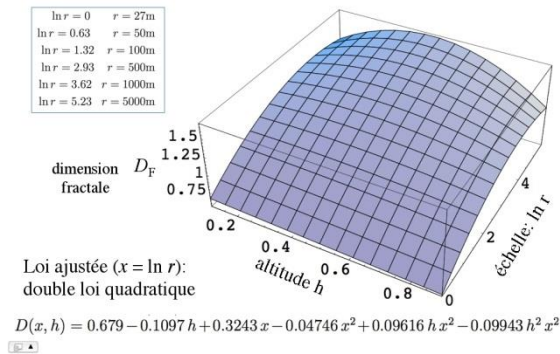 ln r = 0 r = 27m
ln r = 0.63 r = 50m
ln r = 1.32 r = 100m
ln r = 2.93 r = 500m
ln r = 3.62 r = 1000m
ln r = 5.23 r = 5000m
1.5
1.25
1
0.75
dimension
fractale
D_F
0.2
0.4
0.6
0.8
altitude h
0
2
4
échelle: ln r
Loi ajustée (x = ln r):
double loi quadratique
D(x, h) = 0.679 − 0.1097 h + 0.3243 x − 0.04746 x² + 0.09616 h x² − 0.09943 h² x²